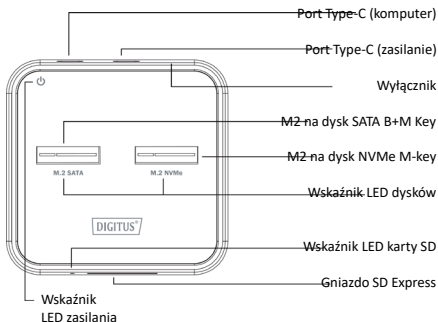 Port Type-C (komputer)
Port Type-C (zasilanie)
Wyłącznik
M2 na dysk SATA B+M Key
M2 na dysk NVMe M-key
M.2 SATA
M.2 NVMe
Wskaźnik LED dysków
DIGITUS®
Wskaźnik LED karty SD
Gniazdo SD Express
Wskaźnik
LED zasilania